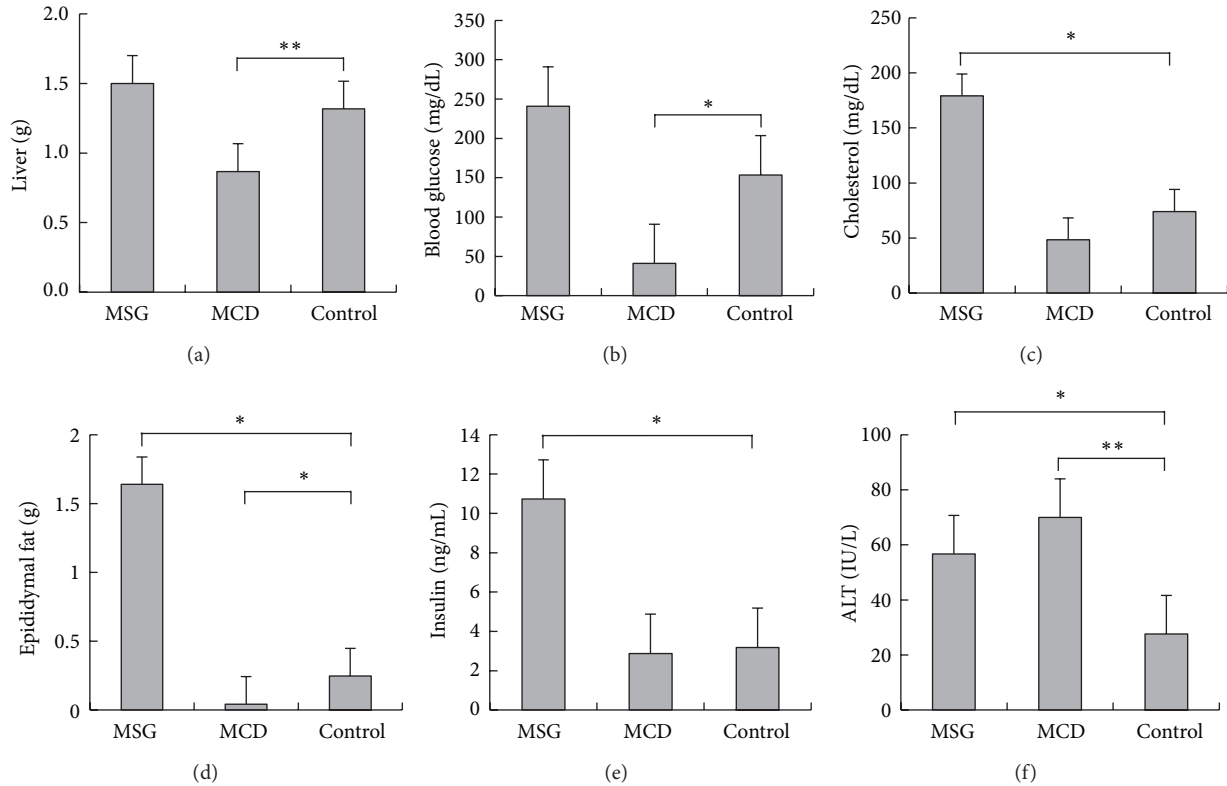 2.0
1.5
1.0
0.5
0.0
Liver (g)
**
MSG MCD Control
(a)
350
300
250
200
150
100
50
0
Blood glucose (mg/dL)
*
MSG MCD Control
(b)
250
200
150
100
50
0
Cholesterol (mg/dL)
*
MSG MCD Control
(c)
2
1.5
1
0.5
0
Epididymal fat (g)
*
*
MSG MCD Control
(d)
14
12
10
8
6
4
2
0
Insulin (ng/mL)
*
MSG MCD Control
(e)
100
80
60
40
20
0
ALT (IU/L)
*
**
MSG MCD Control
(f)